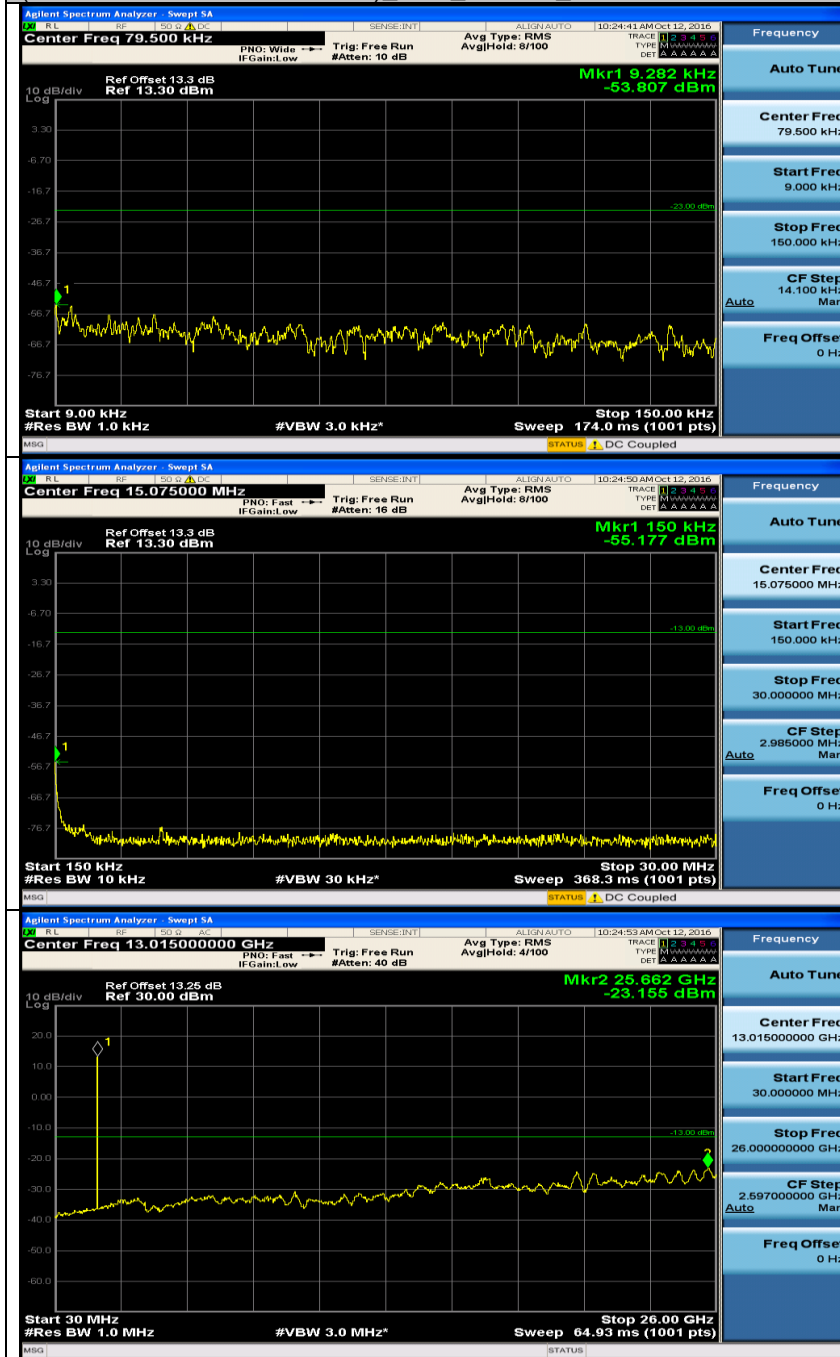 Agilent Spectrum Analyzer - Swept SA
LXI RL RF 50 Ω DC SENSE:INT ALIGN AUTO 10:24:41 AM Oct 12, 2016
Center Freq 79.500 kHz
PNO: Wide
IFGain:Low
Trig: Free Run
#Atten: 10 dB
Avg Type: RMS
Avg|Hold: 8/100
TRACE 1 2 3 4 5 6
TYPE M
DET A A A A A A
Frequency
Ref Offset 13.3 dB
10 dB/div Ref 13.30 dBm
Log
Mkr1 9.282 kHz
-53.807 dBm
Auto Tune
3.30
-6.70
-16.7
-26.7
-36.7
-46.7
-56.7
-66.7
-76.7
-23.00 dBm
1
Center Freq
79.500 kHz
Start Freq
9.000 kHz
Stop Freq
150.000 kHz
CF Step
14.100 kHz
Auto Man
Freq Offset
0 Hz
Start 9.00 kHz Stop 150.00 kHz
#Res BW 1.0 kHz #VBW 3.0 kHz* Sweep 174.0 ms (1001 pts)
MSG STATUS DC Coupled
Agilent Spectrum Analyzer - Swept SA
LXI RL RF 50 Ω DC SENSE:INT ALIGN AUTO 10:24:50 AM Oct 12, 2016
Center Freq 15.075000 MHz
PNO: Fast
IFGain:Low
Trig: Free Run
#Atten: 16 dB
Avg Type: RMS
Avg|Hold: 8/100
TRACE 1 2 3 4 5 6
TYPE M
DET A A A A A A
Frequency
Ref Offset 13.3 dB
10 dB/div Ref 13.30 dBm
Log
Mkr1 150 kHz
-55.177 dBm
Auto Tune
3.30
-6.70
-16.7
-26.7
-36.7
-46.7
-56.7
-66.7
-76.7
-13.00 dBm
1
Center Freq
15.075000 MHz
Start Freq
150.000 kHz
Stop Freq
30.000000 MHz
CF Step
2.985000 MHz
Auto Man
Freq Offset
0 Hz
Start 150 kHz Stop 30.00 MHz
#Res BW 10 kHz #VBW 30 kHz* Sweep 368.3 ms (1001 pts)
MSG STATUS DC Coupled
Agilent Spectrum Analyzer - Swept SA
LXI RL RF 50 Ω AC SENSE:INT ALIGN AUTO 10:24:53 AM Oct 12, 2016
Center Freq 13.015000000 GHz
PNO: Fast
IFGain:Low
Trig: Free Run
#Atten: 40 dB
Avg Type: RMS
Avg|Hold: 4/100
TRACE 1 2 3 4 5 6
TYPE M
DET A A A A A A
Frequency
Ref Offset 13.25 dB
10 dB/div Ref 30.00 dBm
Log
Mkr2 25.662 GHz
-23.155 dBm
Auto Tune
20.0
10.0
0.00
-10.0
-20.0
-30.0
-40.0
-50.0
-60.0
-13.00 dBm
1
2
Center Freq
13.015000000 GHz
Start Freq
30.000000 MHz
Stop Freq
26.000000000 GHz
CF Step
2.597000000 GHz
Auto Man
Freq Offset
0 Hz
Start 30 MHz Stop 26.00 GHz
#Res BW 1.0 MHz #VBW 3.0 MHz* Sweep 64.93 ms (1001 pts)
MSG STATUS